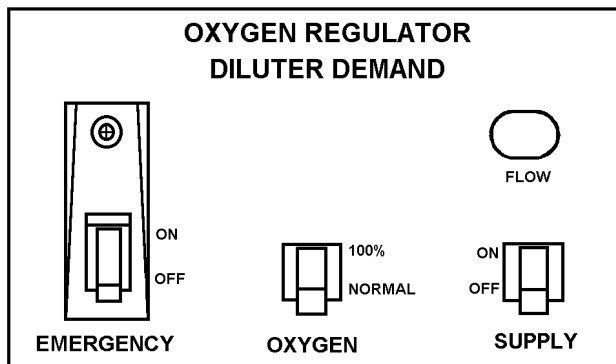 OXYGEN REGULATOR
DILUTER DEMAND
FLOW
ON
OFF
EMERGENCY
100%
NORMAL
OXYGEN
ON
OFF
SUPPLY